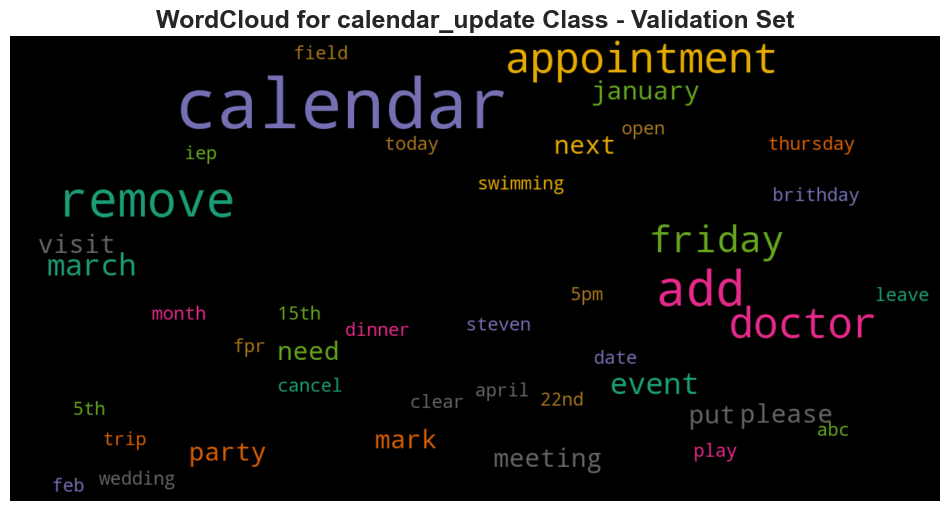 WordCloud for calendar_update Class - Validation Set
field
appointment
calendar
january
open
today
next
thursday
iep
swimming
brithday
remove
visit
friday
march
add
5pm
leave
month
15th
dinner
steven
doctor
fpr
need
date
cancel
event
clear
april
22nd
5th
put
please
abc
trip
party
mark
meeting
play
feb
wedding